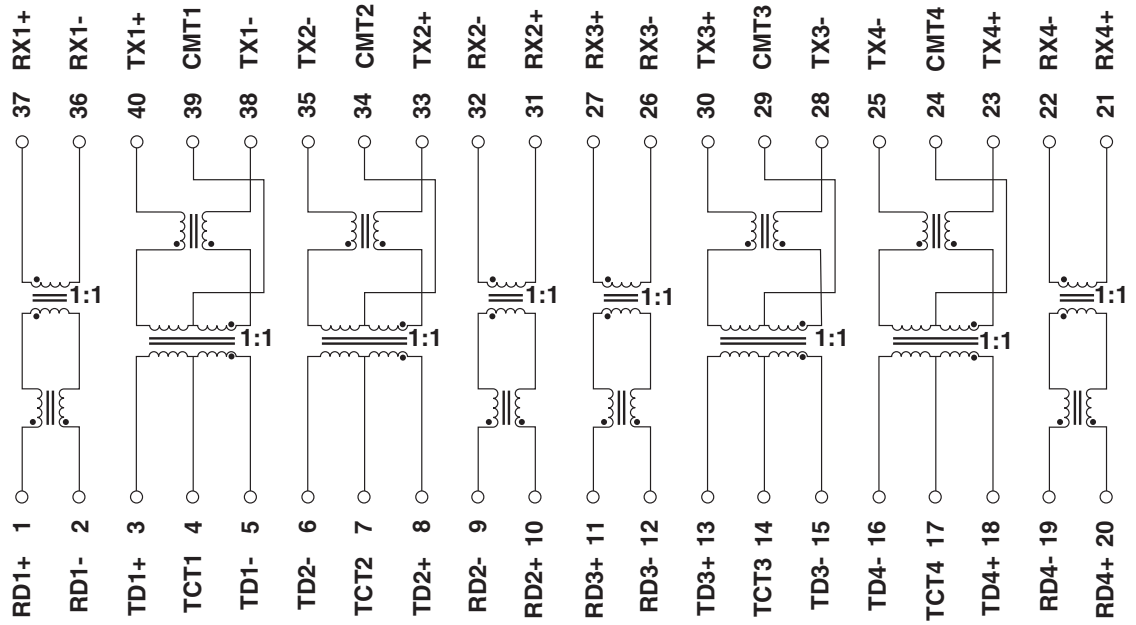 RX1+ RX1- TX1+ CMT1 TX1- TX2- CMT2 TX2+ RX2- RX2+ RX3+ RX3- TX3+ CMT3 TX3- TX4- CMT4 TX4+ RX4- RX4+
37 36 40 39 38 35 34 33 32 31 27 26 30 29 28 25 24 23 22 21
1:1 1:1 1:1 1:1
1:1 1:1 1:1 1:1
1 2 3 4 5 6 7 8 9 10 11 12 13 14 15 16 17 18 19 20
RD1+ RD1- TD1+ TCT1 TD1- TD2- TCT2 TD2+ RD2- RD2+ RD3+ RD3- TD3+ TCT3 TD3- TD4- TCT4 TD4+ RD4- RD4+